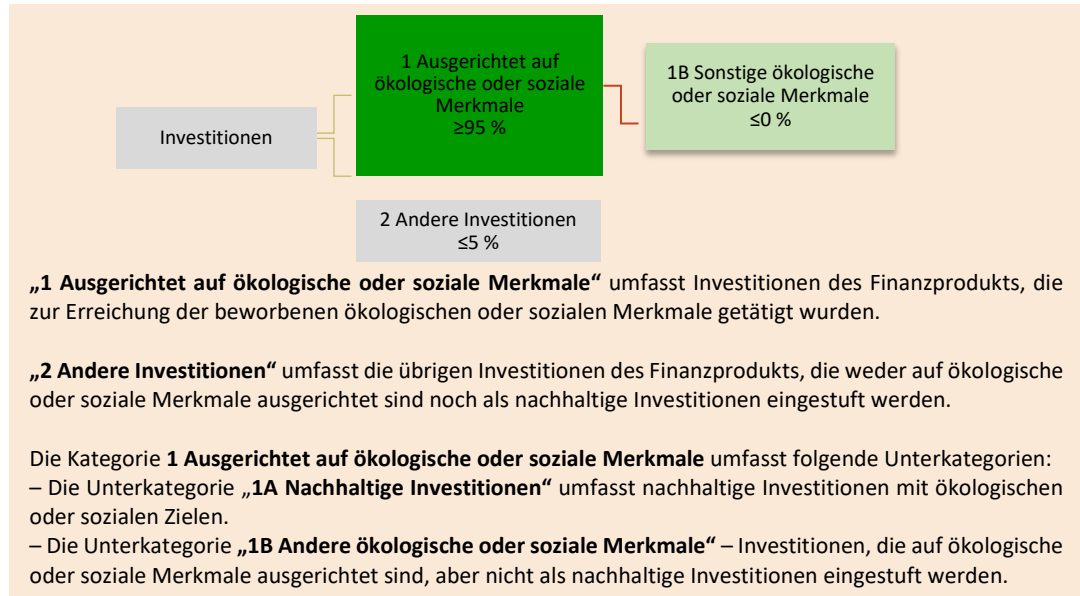 Investitionen
1 Ausgerichtet auf
ökologische oder soziale
Merkmale
≥95 %
1B Sonstige ökologische
oder soziale Merkmale
≤0 %
2 Andere Investitionen
≤5 %
„1 Ausgerichtet auf ökologische oder soziale Merkmale“ umfasst Investitionen des Finanzprodukts, die
zur Erreichung der beworbenen ökologischen oder sozialen Merkmale getätigt wurden.
„2 Andere Investitionen“ umfasst die übrigen Investitionen des Finanzprodukts, die weder auf ökologische
oder soziale Merkmale ausgerichtet sind noch als nachhaltige Investitionen eingestuft werden.
Die Kategorie 1 Ausgerichtet auf ökologische oder soziale Merkmale umfasst folgende Unterkategorien:
– Die Unterkategorie „1A Nachhaltige Investitionen“ umfasst nachhaltige Investitionen mit ökologischen
oder sozialen Zielen.
– Die Unterkategorie „1B Andere ökologische oder soziale Merkmale“ – Investitionen, die auf ökologische
oder soziale Merkmale ausgerichtet sind, aber nicht als nachhaltige Investitionen eingestuft werden.